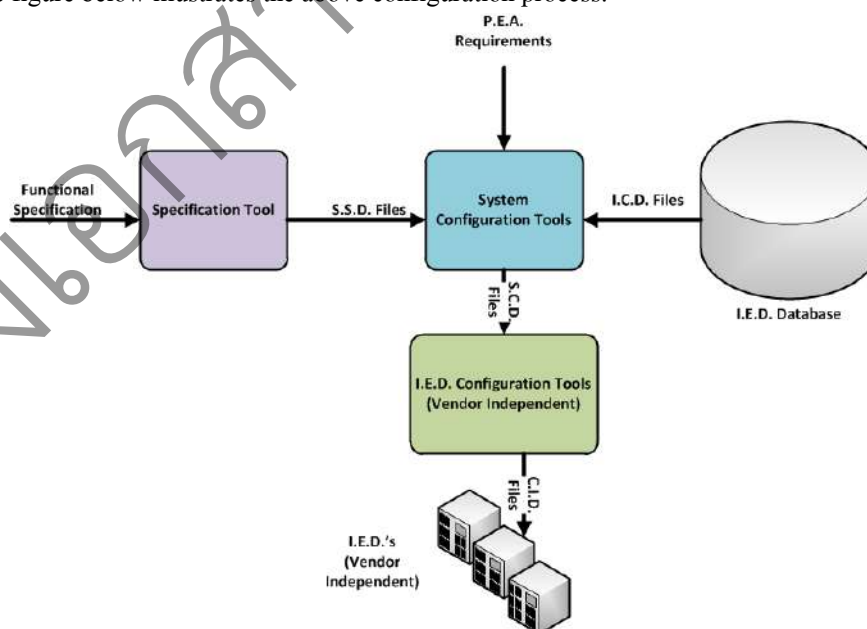 figure below illustrates the above configuration process.
P.E.A.
Requirements
Functional
Specification
Specification Tool
S.S.D. Files
System
Configuration Tools
I.C.D. Files
I.E.D. Database
S.C.D.
Files
I.E.D. Configuration Tools
(Vendor Independent)
C.I.D.
Files
I.E.D.'s
(Vendor
Independent)